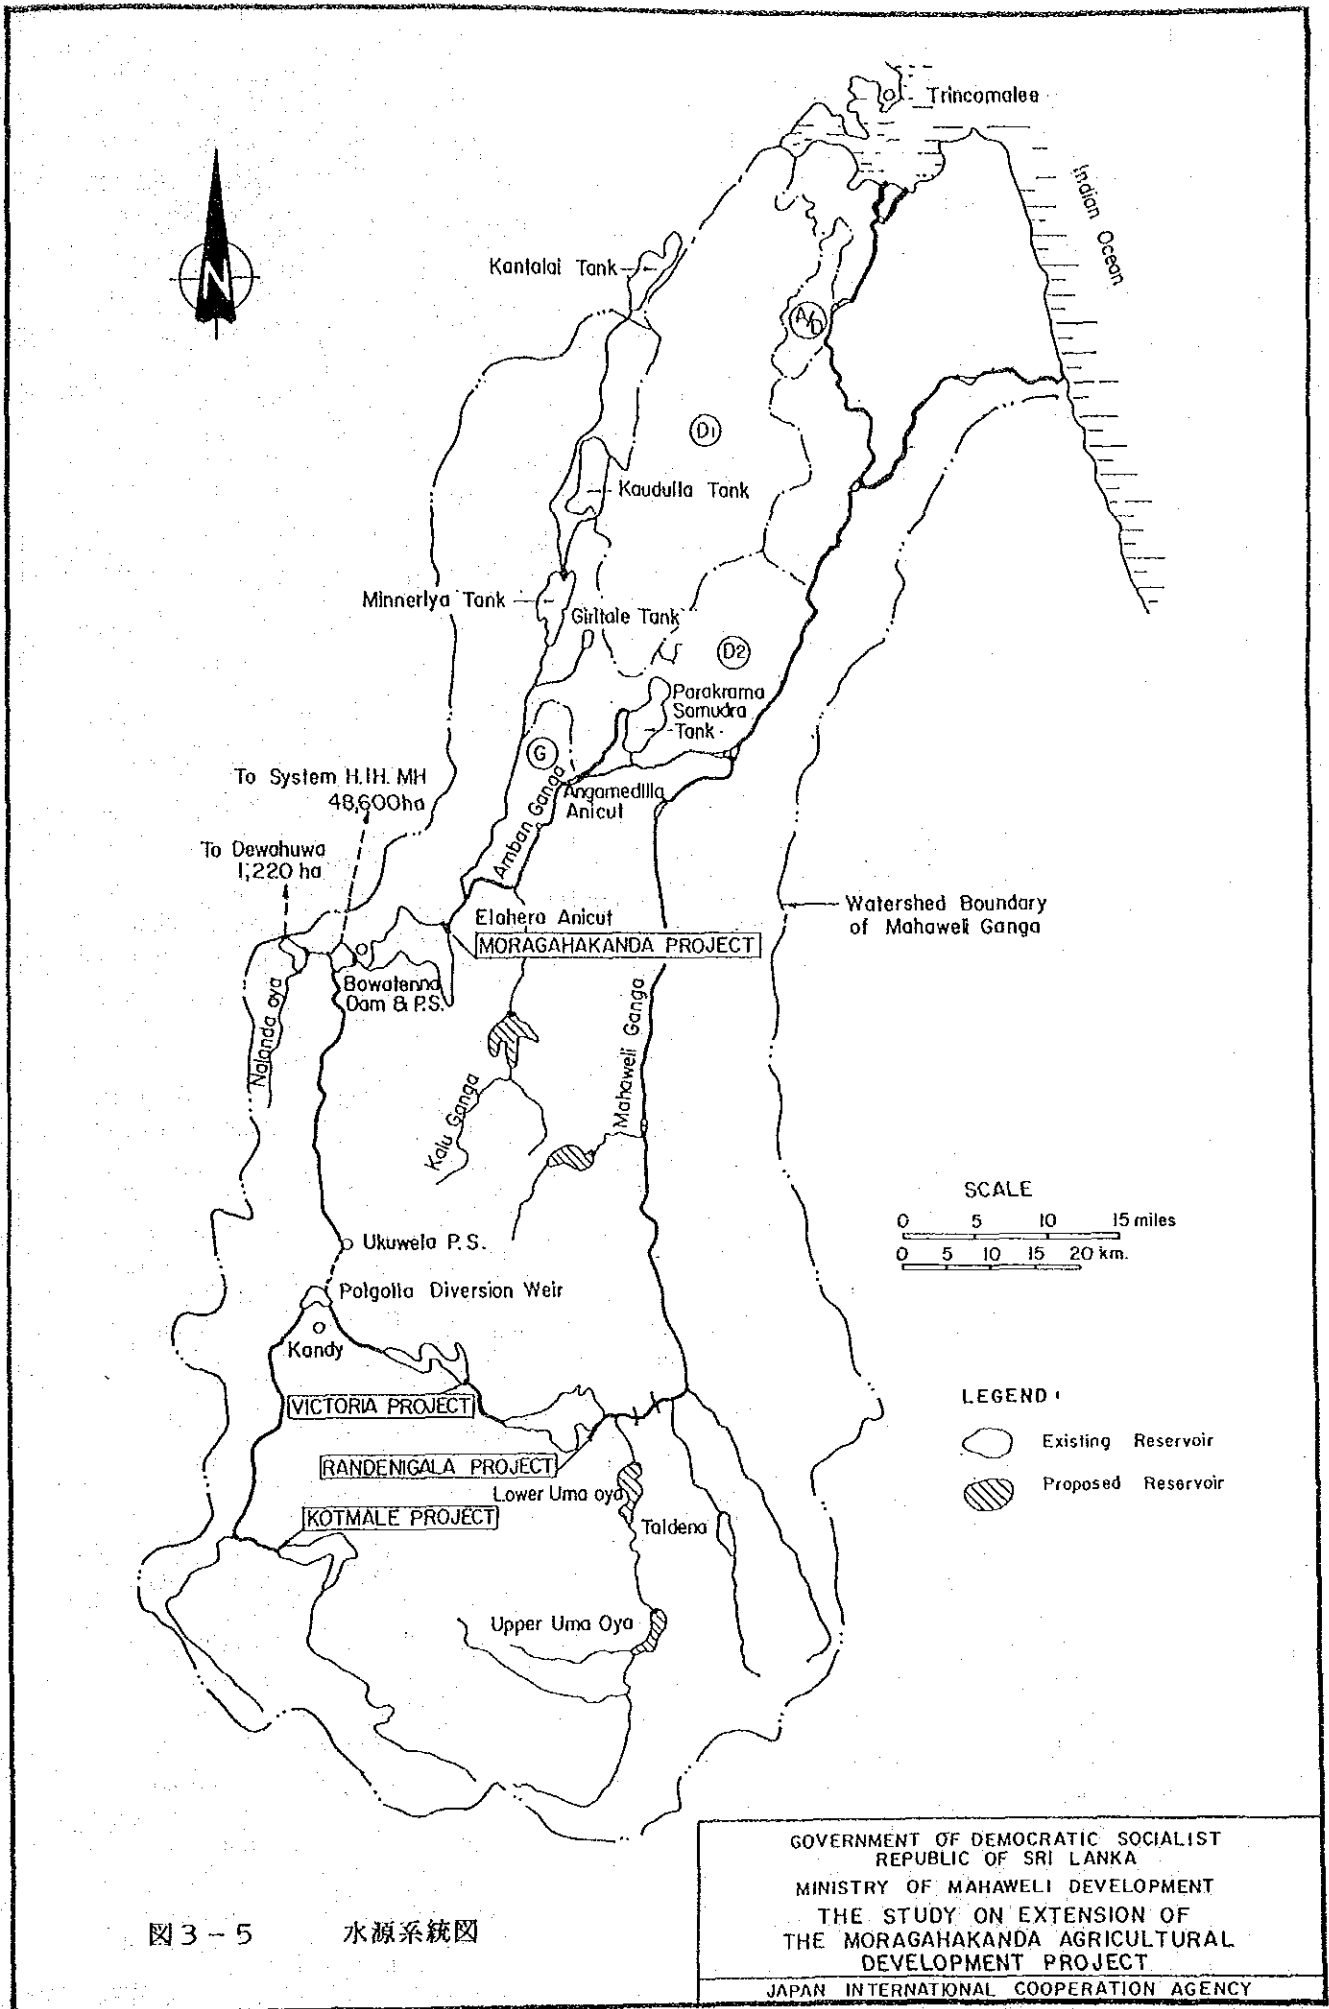 Trincomalee
Indian Ocean
N
Kantalai Tank
A/D
D1
Kaudulla Tank
Minneriya Tank
Giritale Tank
D2
Parakrama
Samudra
Tank
G
To System H.IH. MH
48,600ha
Amban Ganga
Angamedilla
Anicut
To Dewahuwa
1,220 ha
Watershed Boundary
of Mahaweli Ganga
Elahera Anicut
MORAGAHAKANDA PROJECT
Bowatenna
Dam & P.S.
Nalanda oya
Mahaweli Ganga
Kalu Ganga
SCALE
0 5 10 15 miles
0 5 10 15 20 km.
Ukuwela P.S.
Polgolla Diversion Weir
Kandy
VICTORIA PROJECT
LEGEND
Existing Reservoir
RANDENIGALA PROJECT
Proposed Reservoir
Lower Uma oya
KOTMALE PROJECT
Taldena
Upper Uma Oya
GOVERNMENT OF DEMOCRATIC SOCIALIST
REPUBLIC OF SRI LANKA
MINISTRY OF MAHAWELI DEVELOPMENT
THE STUDY ON EXTENSION OF
THE MORAGAHAKANDA AGRICULTURAL
DEVELOPMENT PROJECT
JAPAN INTERNATIONAL COOPERATION AGENCY
図3-5 水源系統図